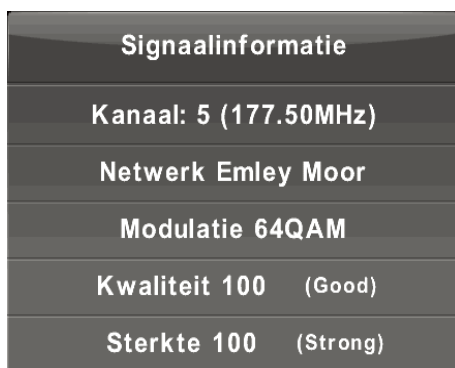 Signaalinformatie
Kanaal: 5 (177.50MHz)
Netwerk Emley Moor
Modulatie 64QAM
Kwaliteit 100 (Good)
Sterkte 100 (Strong)